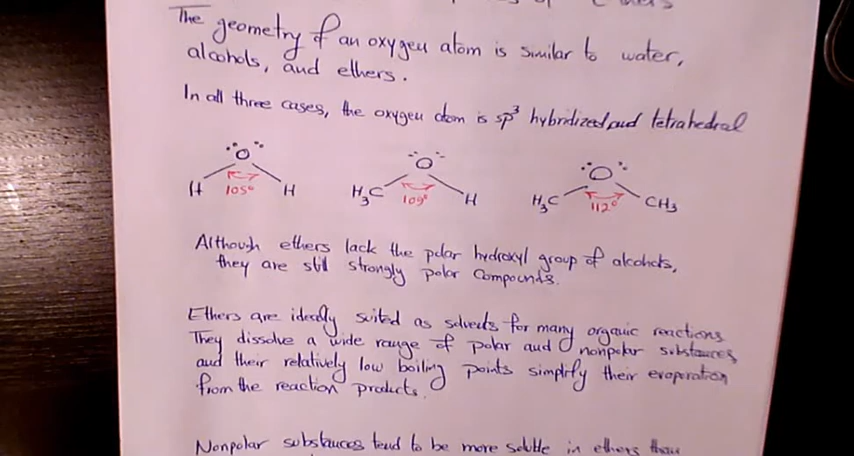 Ethers
The geometry of an oxygen atom is similar to water,
alcohols, and ethers.
In all three cases, the oxygen atom is sp³ hybridized and tetrahedral
O O O
H 105° H H₃C 109° H H₃C 112° CH₃
Although ethers lack the polar hydroxyl group of alcohols,
they are still strongly polar compounds.
Ethers are ideally suited as solvents for many organic reactions
They dissolve a wide range of polar and nonpolar substances,
and their relatively low boiling points simplify their evaporation
from the reaction products.
Nonpolar substances tend to be more soluble in ethers than